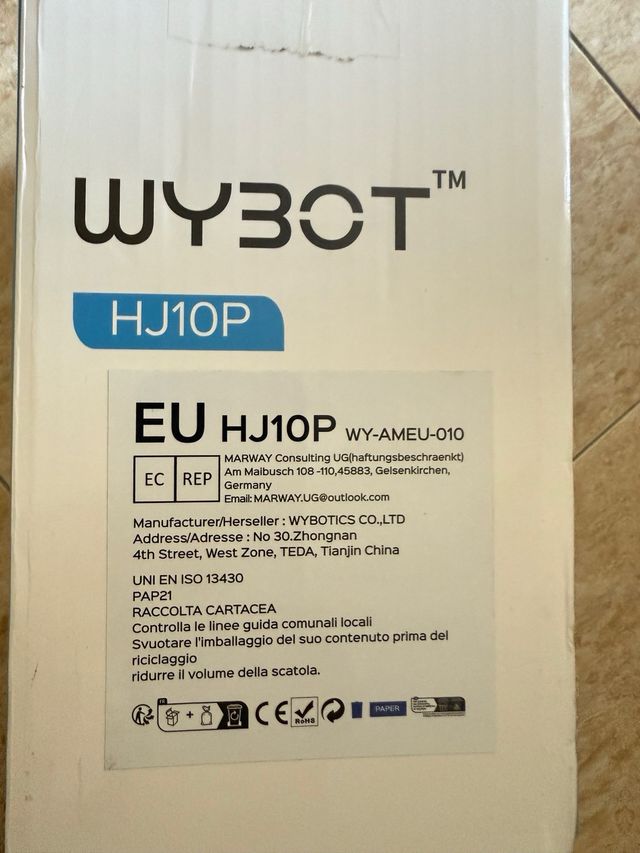 WYBOT™
HJ10P
EU HJ10P WY-AMEU-010
EC REP
MARWAY Consulting UG(haftungsbeschraenkt)
Am Maibusch 108 -110,45883, Gelsenkirchen,
Germany
Email: MARWAY.UG@outlook.com
Manufacturer/Herseller : WYBOTICS CO.,LTD
Address/Adresse : No 30.Zhongnan
4th Street, West Zone, TEDA, Tianjin China
UNI EN ISO 13430
PAP21
RACCOLTA CARTACEA
Controlla le linee guida comunali locali
Svuotare l'imballaggio del suo contenuto prima del
riciclaggio
ridurre il volume della scatola.
FR + CE RoHS PAPER